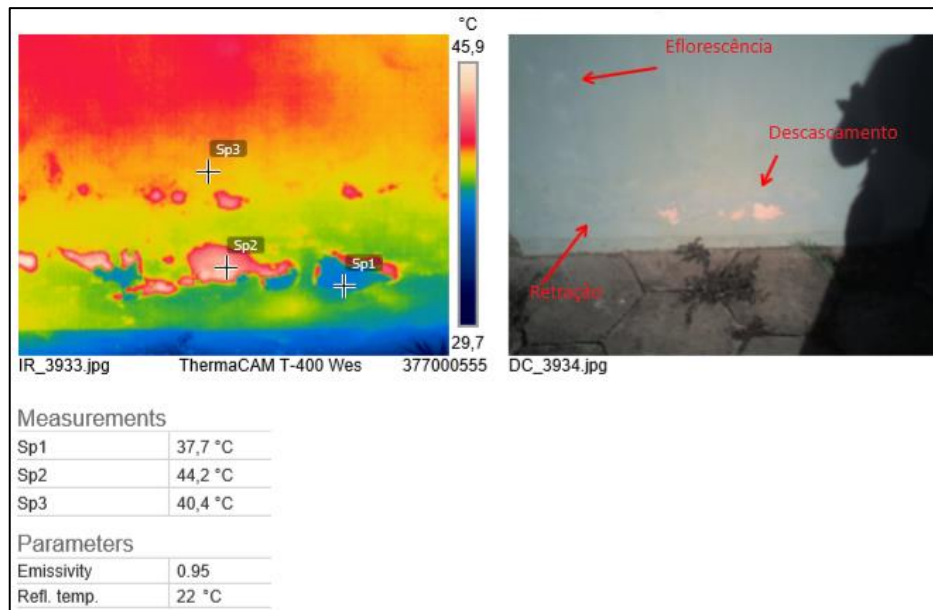 °C
45,9
29,7
Sp3
Sp2
Sp1
IR_3933.jpg ThermaCAM T-400 Wes 377000555
Eflorescência
Descascamento
Retração
DC_3934.jpg
Measurements
Sp1 37,7 °C
Sp2 44,2 °C
Sp3 40,4 °C
Parameters
Emissivity 0.95
Refl. temp. 22 °C